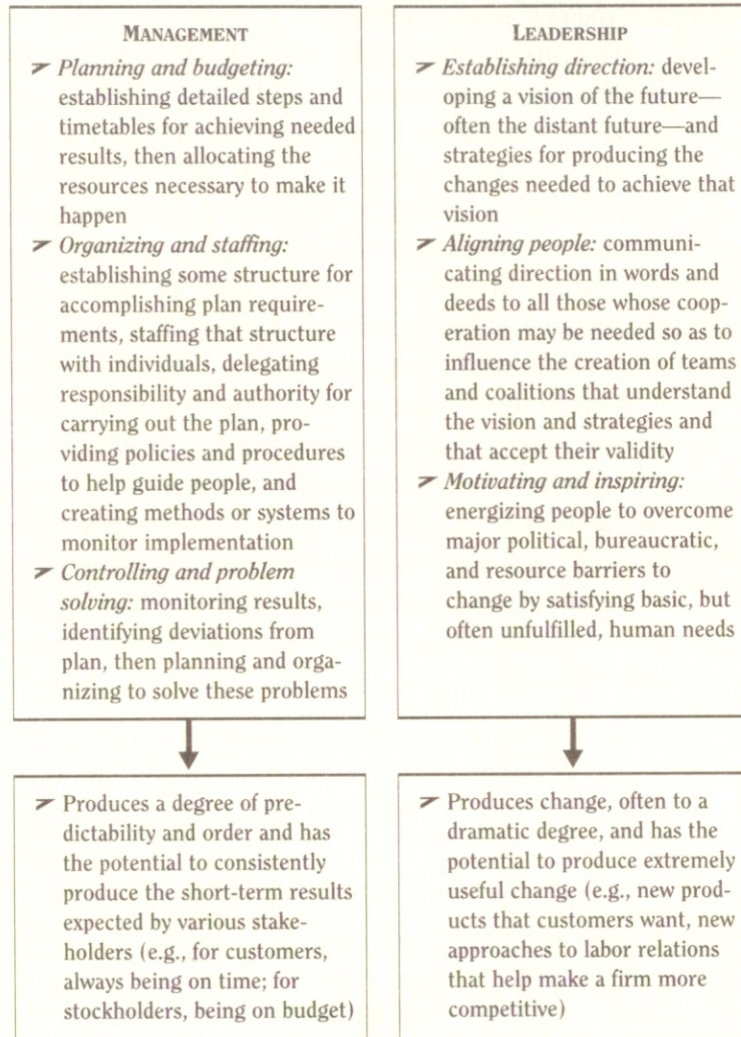 MANAGEMENT
➢ Planning and budgeting:
establishing detailed steps and
timetables for achieving needed
results, then allocating the
resources necessary to make it
happen
➢ Organizing and staffing:
establishing some structure for
accomplishing plan require-
ments, staffing that structure
with individuals, delegating
responsibility and authority for
carrying out the plan, pro-
viding policies and procedures
to help guide people, and
creating methods or systems to
monitor implementation
➢ Controlling and problem
solving: monitoring results,
identifying deviations from
plan, then planning and orga-
nizing to solve these problems
LEADERSHIP
➢ Establishing direction: devel-
oping a vision of the future—
often the distant future—and
strategies for producing the
changes needed to achieve that
vision
➢ Aligning people: communi-
cating direction in words and
deeds to all those whose coop-
eration may be needed so as to
influence the creation of teams
and coalitions that understand
the vision and strategies and
that accept their validity
➢ Motivating and inspiring:
energizing people to overcome
major political, bureaucratic,
and resource barriers to
change by satisfying basic, but
often unfulfilled, human needs
➢ Produces a degree of pre-
dictability and order and has
the potential to consistently
produce the short-term results
expected by various stake-
holders (e.g., for customers,
always being on time; for
stockholders, being on budget)
➢ Produces change, often to a
dramatic degree, and has the
potential to produce extremely
useful change (e.g., new prod-
ucts that customers want, new
approaches to labor relations
that help make a firm more
competitive)